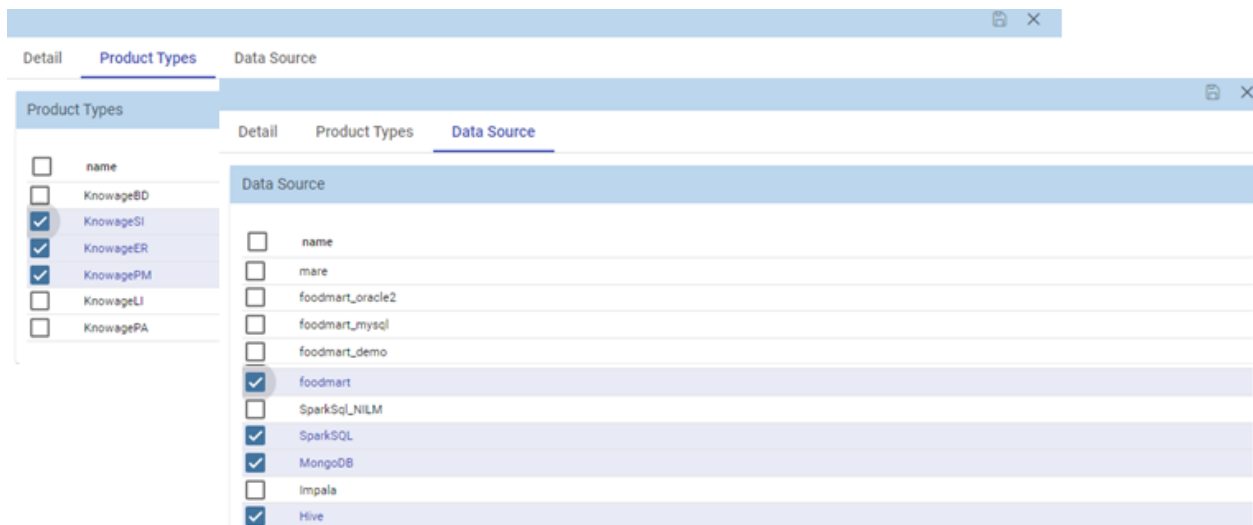 Detail Product Types Data Source
Product Types
name
KnowageBD
KnowageSI
KnowageER
KnowagePM
KnowageLI
KnowagePA
Detail Product Types Data Source
Data Source
name
mare
foodmart_oracle2
foodmart_mysql
foodmart_demo
foodmart
SparkSql_NILM
SparkSQL
MongoDB
Impala
Hive